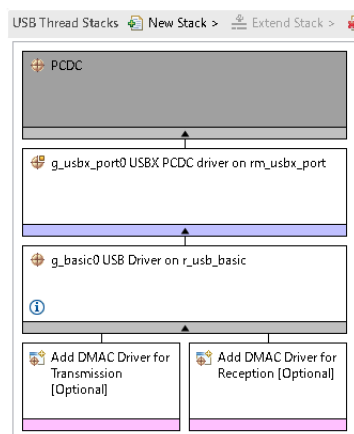 USB Thread Stacks New Stack > Extend Stack >
PCDC
g_usbx_port0 USBX PCDC driver on rm_usbx_port
g_basic0 USB Driver on r_usb_basic
Add DMAC Driver for
Transmission
[Optional]
Add DMAC Driver for
Reception [Optional]